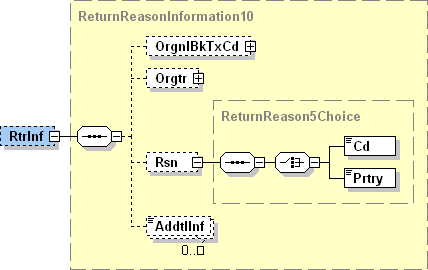 ReturnReasonInformation10
OrgnlBkTxCd
Orgtr
ReturnReason5Choice
RtrInf
Rsn
Cd
Prtry
AddtlInf
0..□